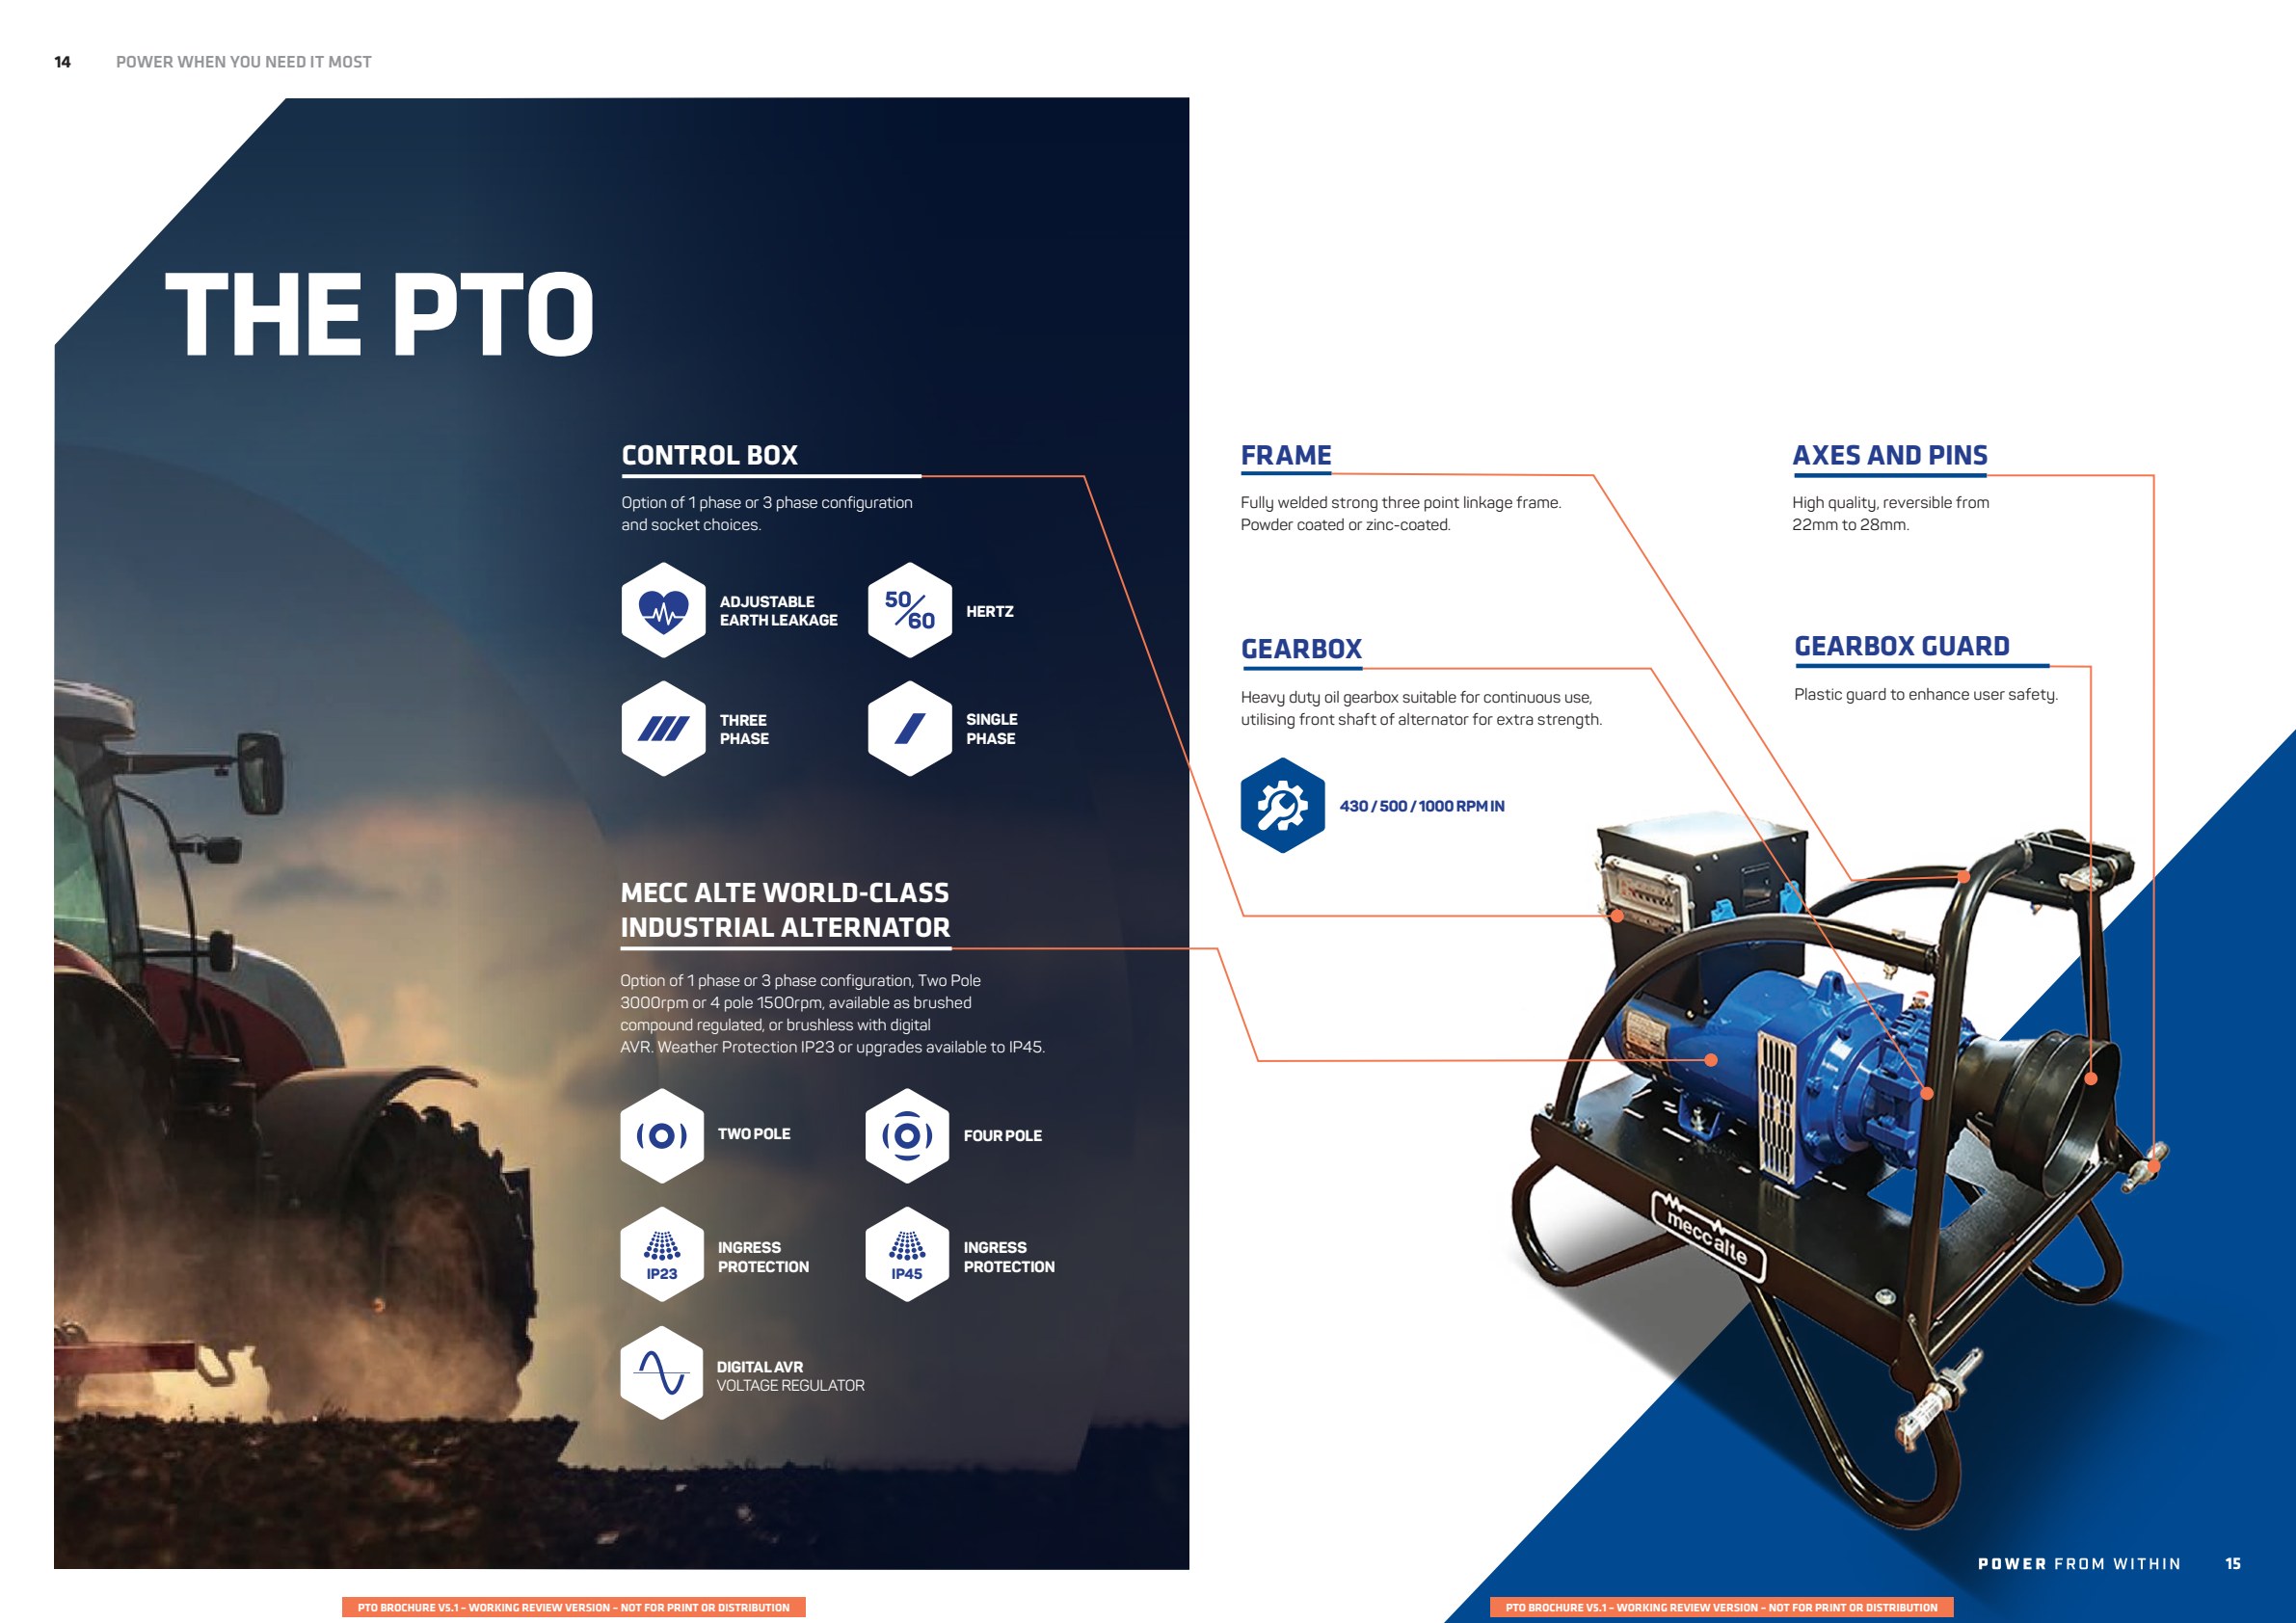 14 POWER WHEN YOU NEED IT MOST
THE PTO
CONTROL BOX
Option of 1 phase or 3 phase configuration
and socket choices.
ADJUSTABLE
EARTH LEAKAGE
50/60
HERTZ
THREE
PHASE
SINGLE
PHASE
MECC ALTE WORLD-CLASS
INDUSTRIAL ALTERNATOR
Option of 1 phase or 3 phase configuration, Two Pole
3000rpm or 4 pole 1500rpm, available as brushed
compound regulated, or brushless with digital
AVR. Weather Protection IP23 or upgrades available to IP45.
TWO POLE
FOUR POLE
IP23
INGRESS
PROTECTION
IP45
INGRESS
PROTECTION
DIGITAL AVR
VOLTAGE REGULATOR
FRAME
Fully welded strong three point linkage frame.
Powder coated or zinc-coated.
AXES AND PINS
High quality, reversible from
22mm to 28mm.
GEARBOX
Heavy duty oil gearbox suitable for continuous use,
utilising front shaft of alternator for extra strength.
430 / 500 / 1000 RPM IN
GEARBOX GUARD
Plastic guard to enhance user safety.
meccalte
POWER FROM WITHIN 15
PTO BROCHURE V5.1 – WORKING REVIEW VERSION – NOT FOR PRINT OR DISTRIBUTION
PTO BROCHURE V5.1 – WORKING REVIEW VERSION – NOT FOR PRINT OR DISTRIBUTION